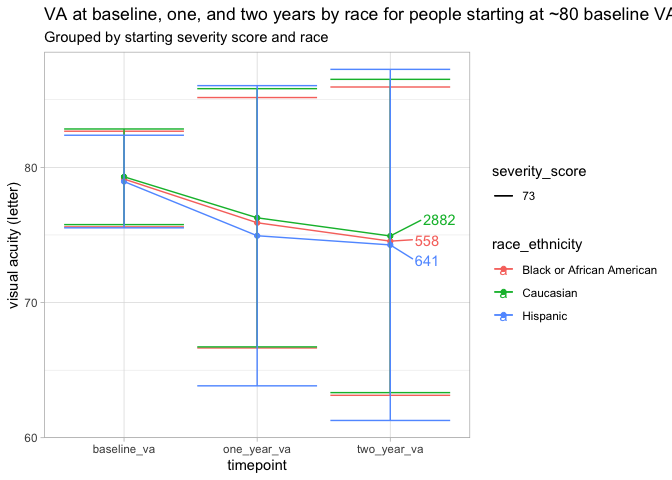 VA at baseline, one, and two years by race for people starting at ~80 baseline VA
Grouped by starting severity score and race
80
70
60
visual acuity (letter)
2882
558
641
baseline_va
one_year_va
two_year_va
timepoint
severity_score
73
race_ethnicity
a Black or African American
a Caucasian
a Hispanic